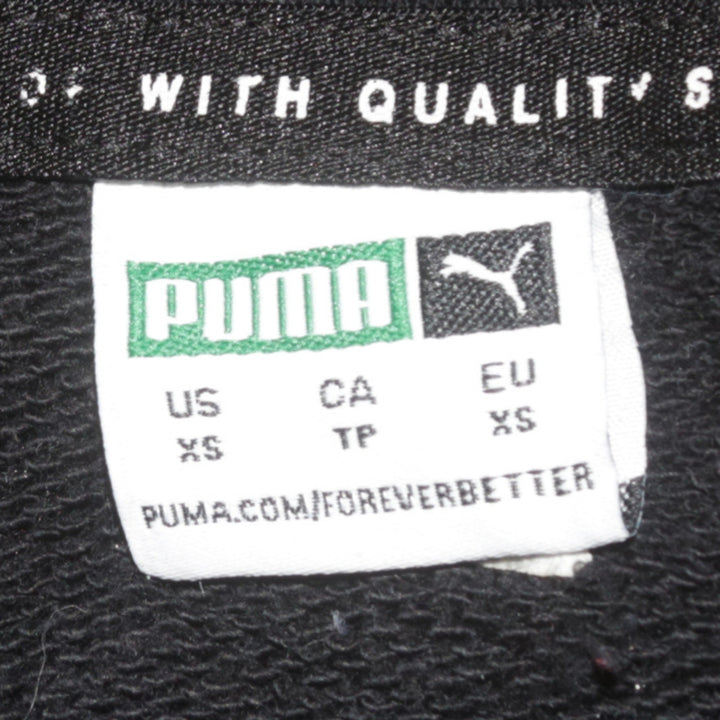 WITH QUALITY
PUMA
US CA EU
XS TP XS
PUMA.COM/FOREVERBETTER